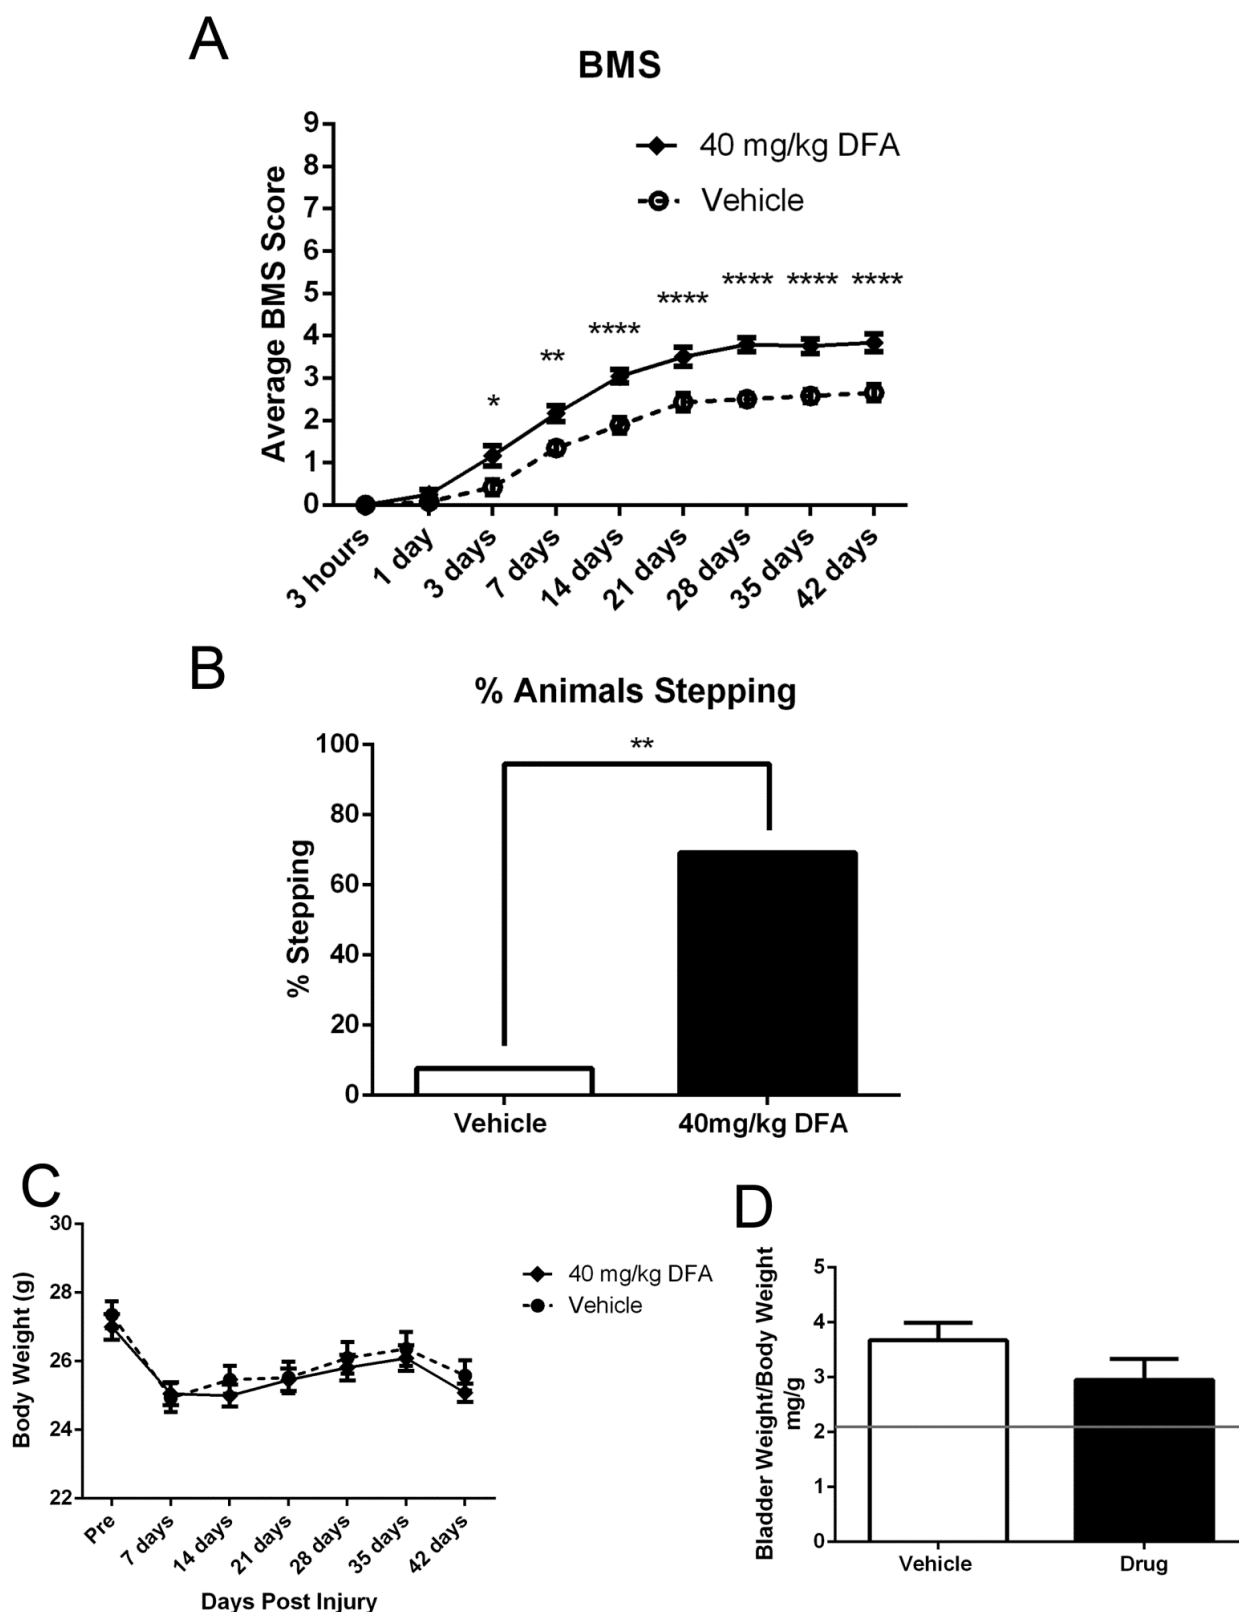 A
BMS
Average BMS Score
9
8
7
6
5
4
3
2
1
0
40 mg/kg DFA
Vehicle
*
**
****
****
****
****
****
3 hours
1 day
3 days
7 days
14 days
21 days
28 days
35 days
42 days
B
% Animals Stepping
% Stepping
100
80
60
40
20
0
**
Vehicle
40mg/kg DFA
C
Body Weight (g)
30
28
26
24
22
40 mg/kg DFA
Vehicle
Pre
7 days
14 days
21 days
28 days
35 days
42 days
Days Post Injury
D
Bladder Weight/Body Weight
mg/g
5
4
3
2
1
0
Vehicle
Drug